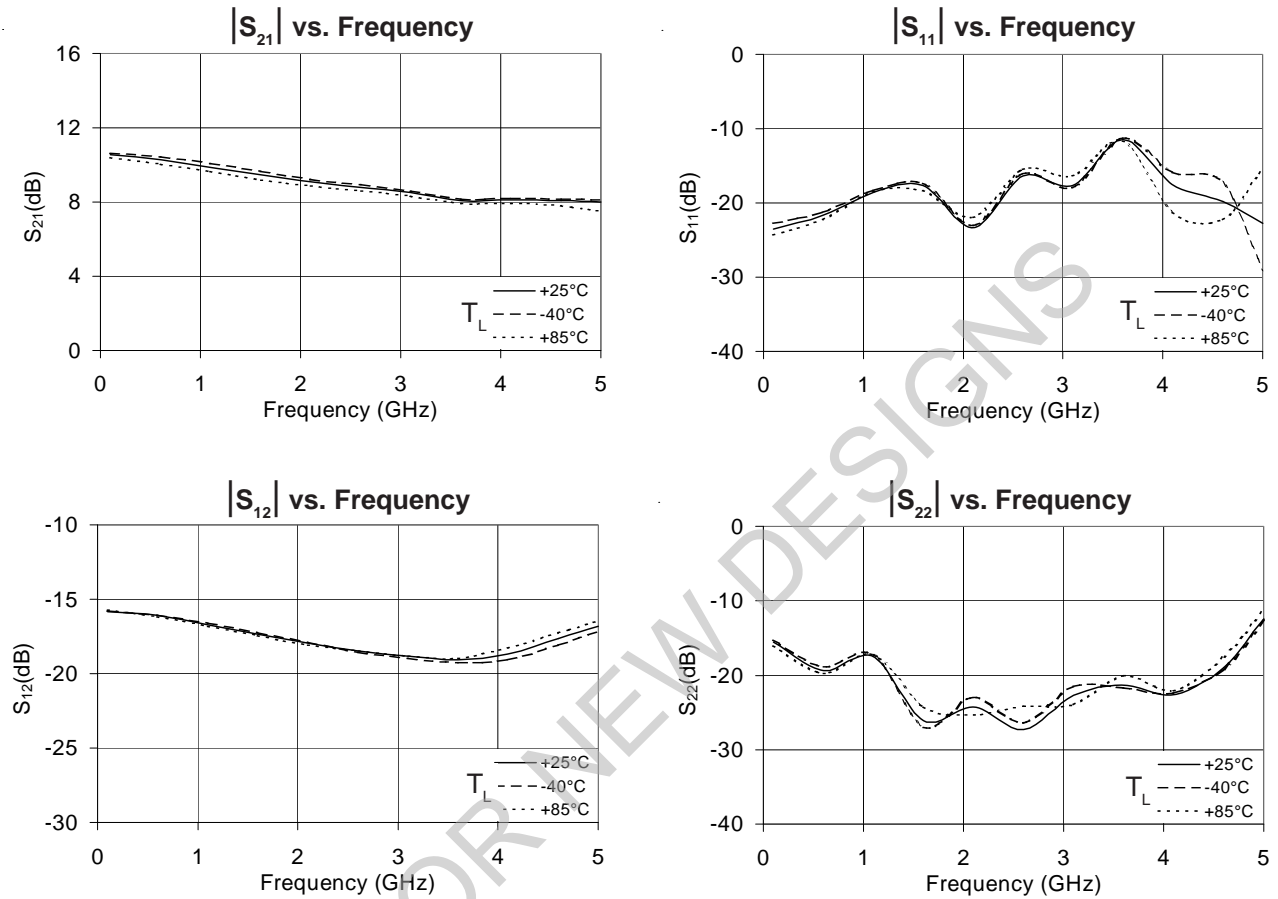 |S21| vs. Frequency
16
12
8
4
0
S21(dB)
0 1 2 3 4 5
Frequency (GHz)
TL
+25°C
-40°C
+85°C
|S11| vs. Frequency
0
-10
-20
-30
-40
S11(dB)
0 1 2 3 4 5
Frequency (GHz)
TL
+25°C
-40°C
+85°C
|S12| vs. Frequency
-10
-15
-20
-25
-30
S12(dB)
0 1 2 3 4 5
Frequency (GHz)
TL
+25°C
-40°C
+85°C
|S22| vs. Frequency
0
-10
-20
-30
-40
S22(dB)
0 1 2 3 4 5
Frequency (GHz)
TL
+25°C
-40°C
+85°C
OR NEW DESIGNS